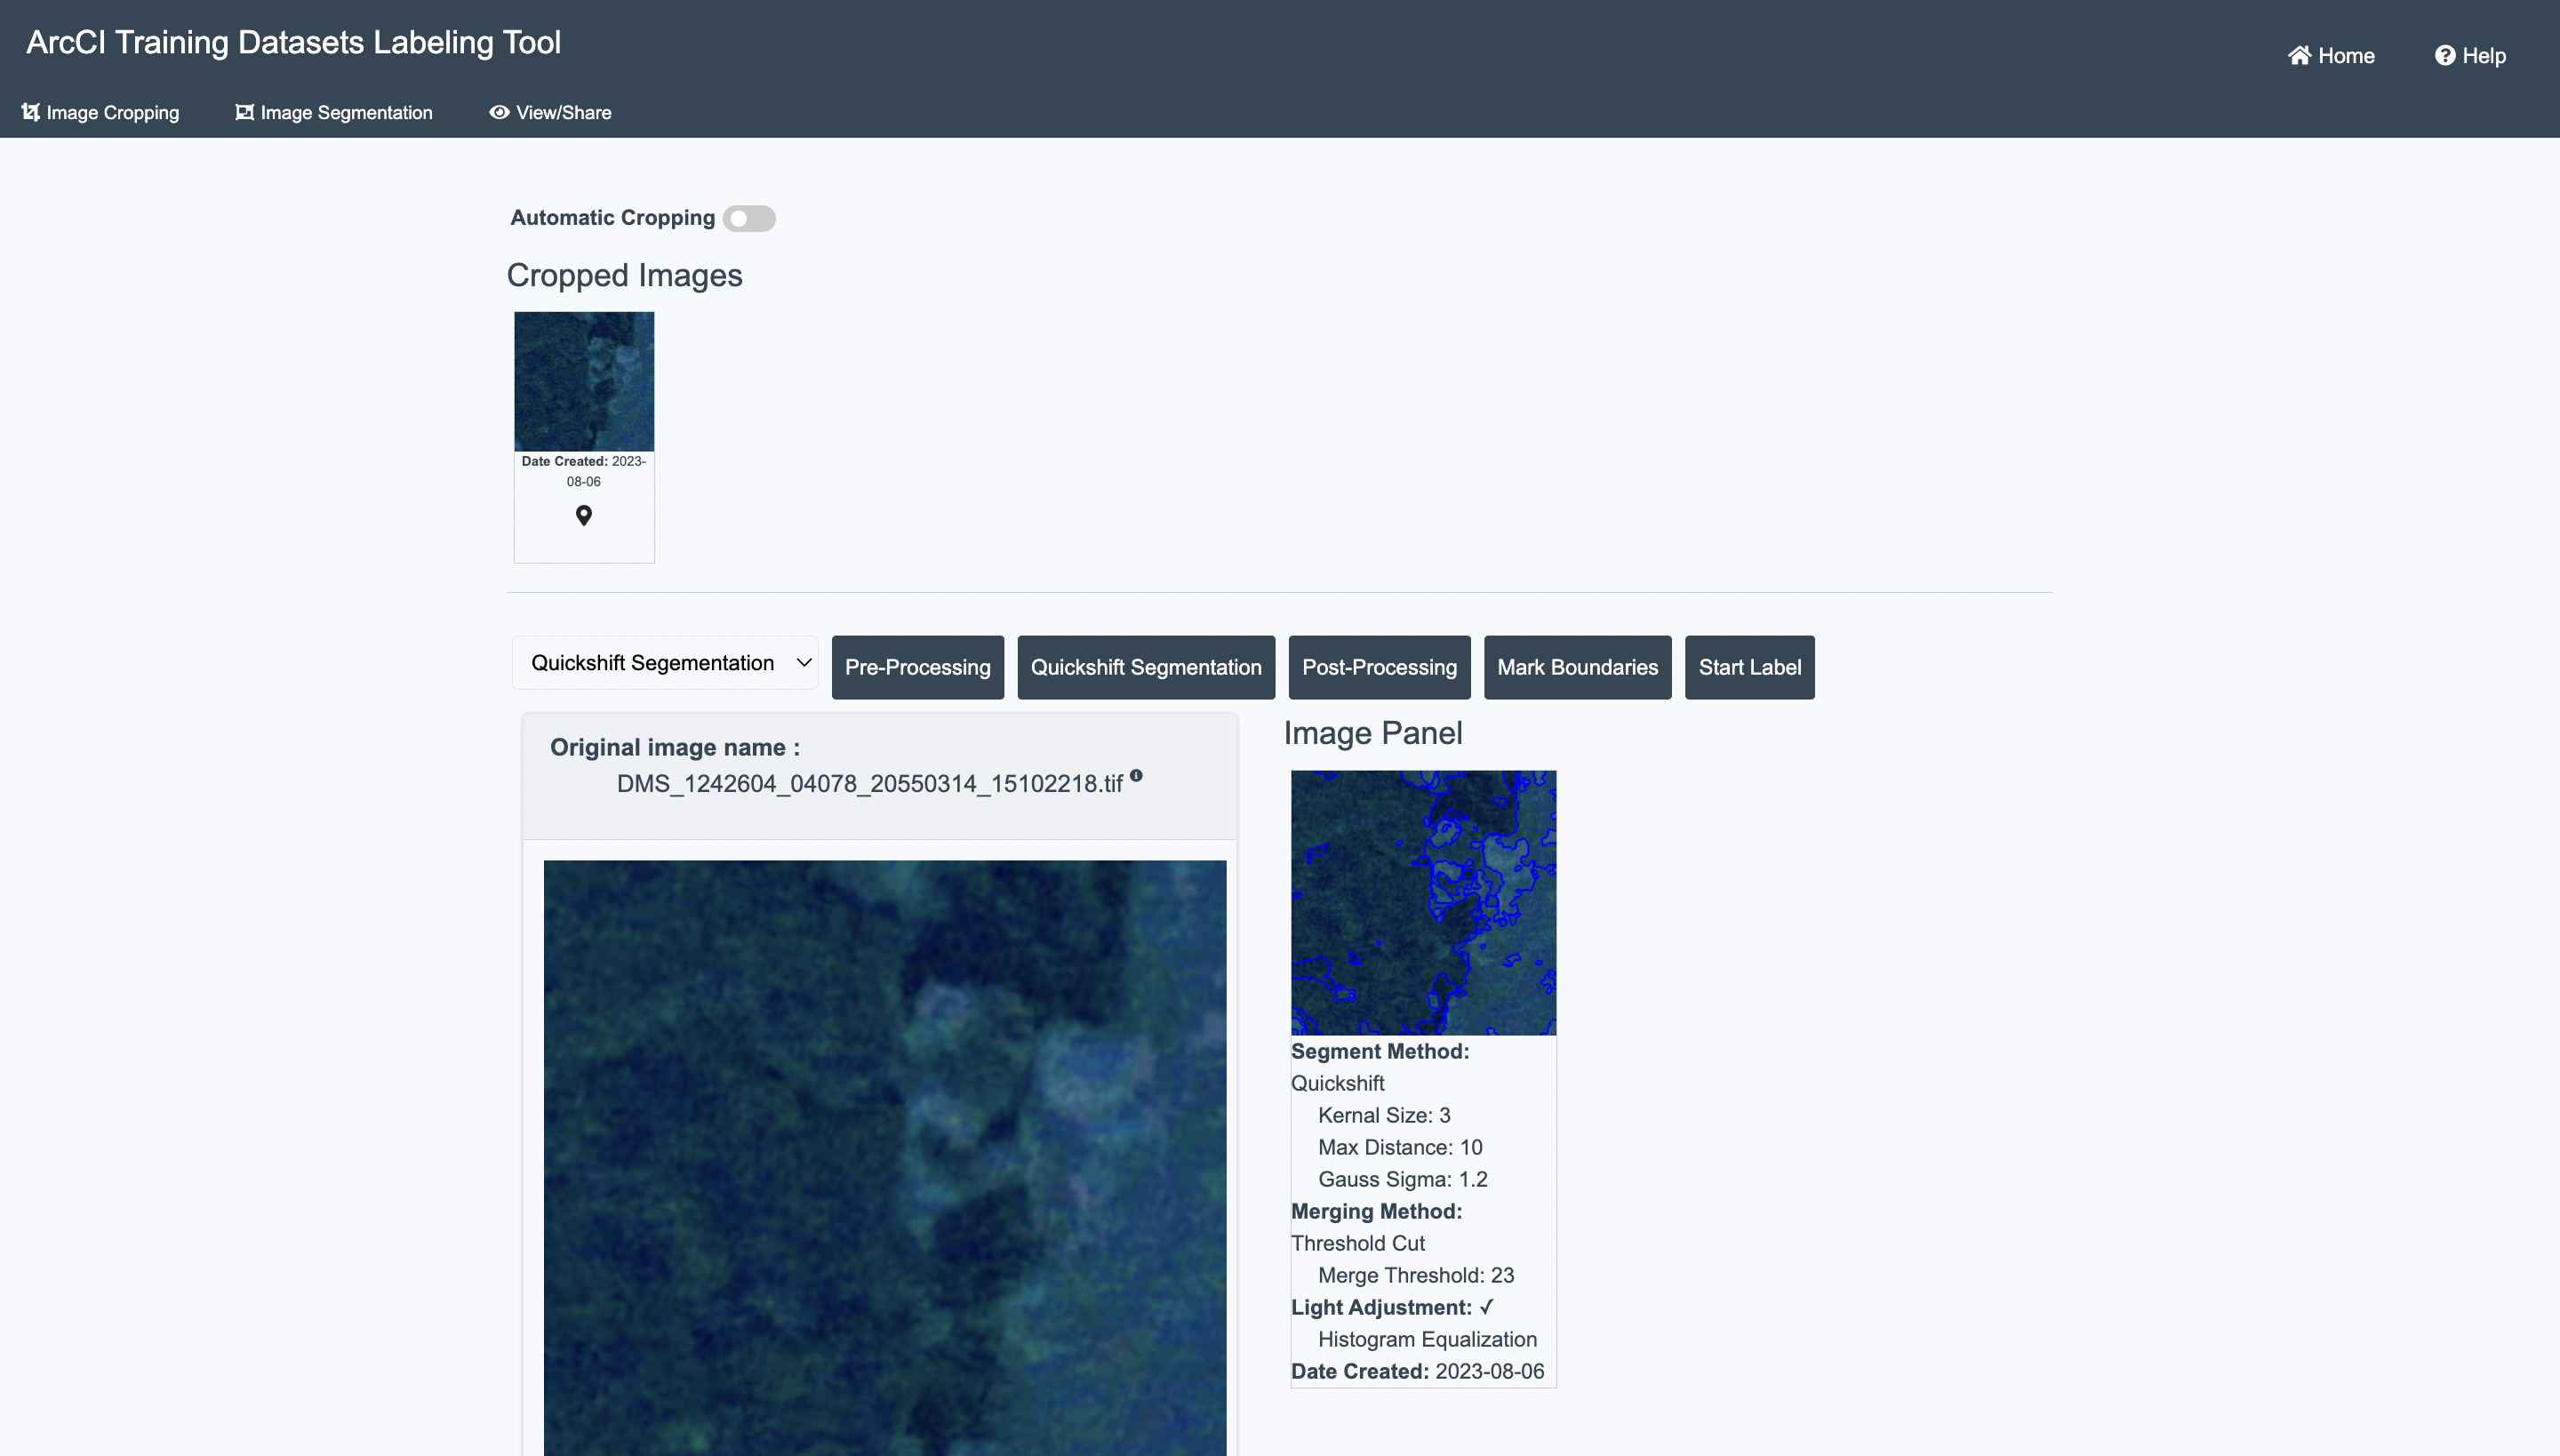 ArcCI Training Datasets Labeling Tool
Home
Help
Image Cropping
Image Segmentation
View/Share
Automatic Cropping
Cropped Images
Date Created: 2023-
08-06
Quickshift Segementation
Pre-Processing
Quickshift Segmentation
Post-Processing
Mark Boundaries
Start Label
Original image name :
DMS_1242604_04078_20550314_15102218.tif
Image Panel
Segment Method:
Quickshift
Kernal Size: 3
Max Distance: 10
Gauss Sigma: 1.2
Merging Method:
Threshold Cut
Merge Threshold: 23
Light Adjustment: ✓
Histogram Equalization
Date Created: 2023-08-06